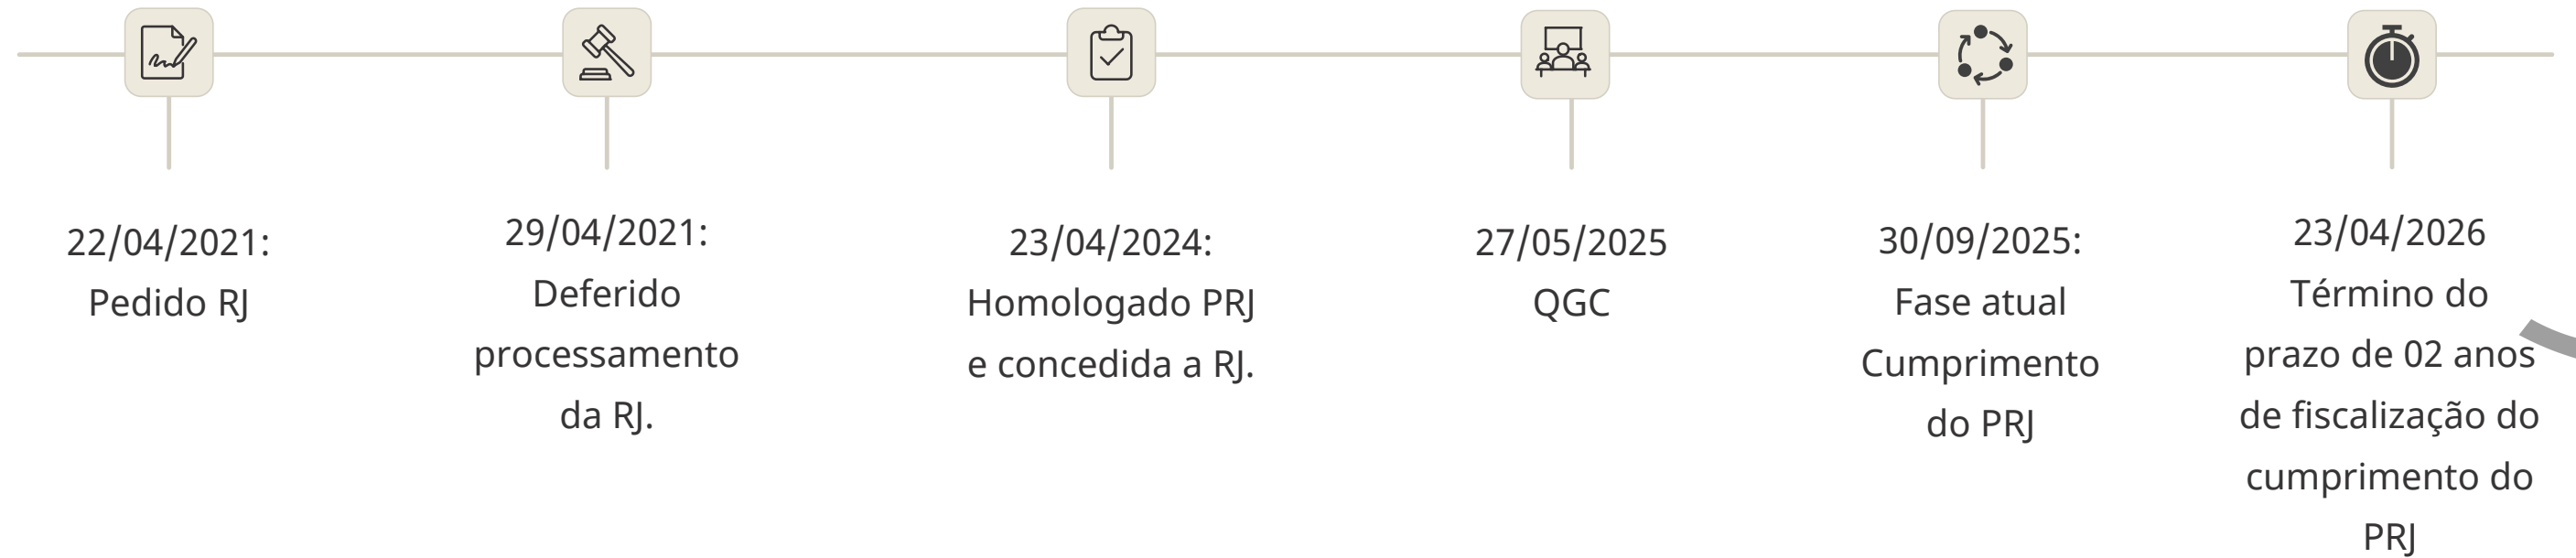 22/04/2021:
Pedido RJ
29/04/2021:
Deferido
processamento
da RJ.
23/04/2024:
Homologado PRJ
e concedida a RJ.
27/05/2025
QGC
30/09/2025:
Fase atual
Cumprimento
do PRJ
23/04/2026
Término do
prazo de 02 anos
de fiscalização do
cumprimento do
PRJ